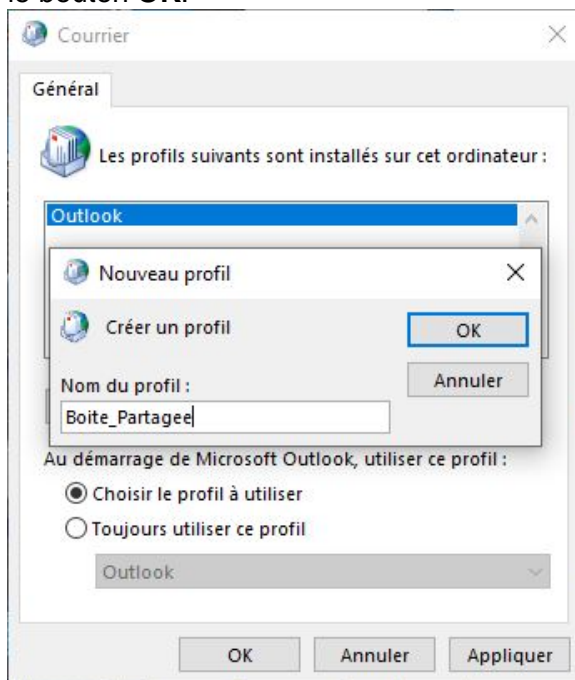 le bouton OK.
Courrier
Général
Les profils suivants sont installés sur cet ordinateur :
Outlook
Nouveau profil
Créer un profil
OK
Annuler
Nom du profil :
Boite_Partagee
Au démarrage de Microsoft Outlook, utiliser ce profil :
Choisir le profil à utiliser
Toujours utiliser ce profil
Outlook
OK Annuler Appliquer